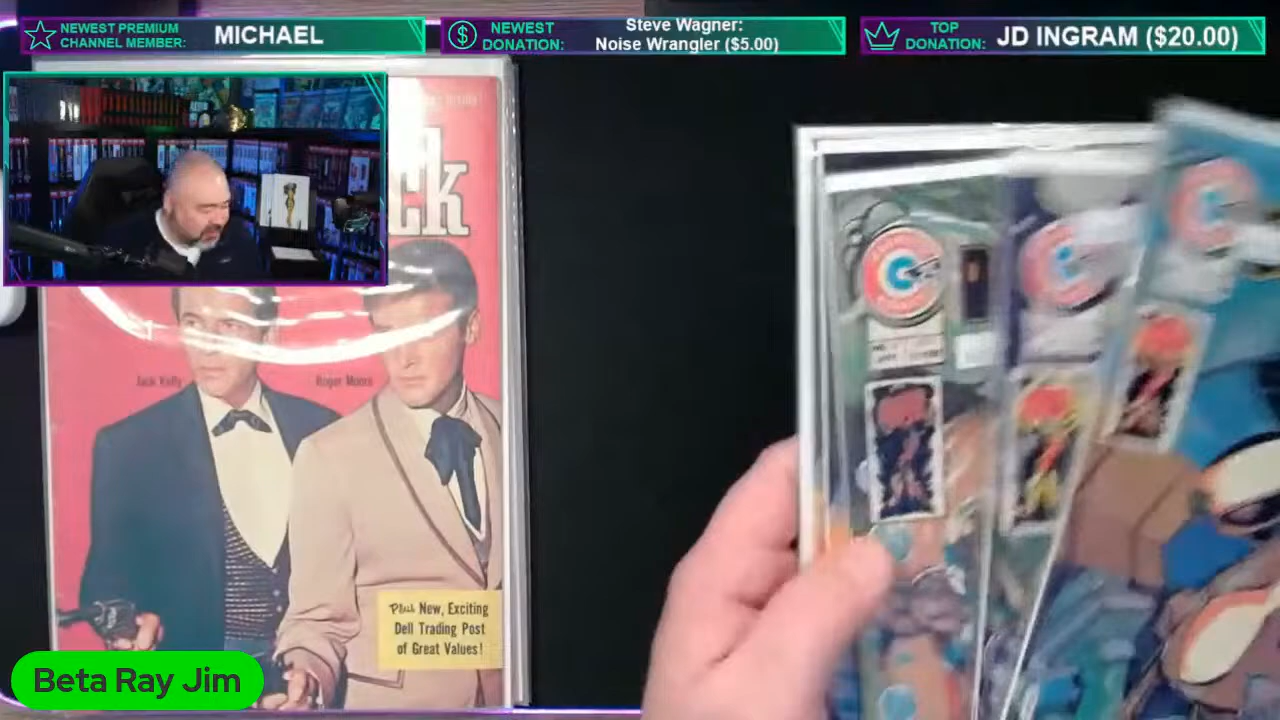 NEWEST PREMIUM
CHANNEL MEMBER:
MICHAEL
NEWEST
DONATION:
Steve Wagner:
Noise Wrangler ($5.00)
TOP
DONATION:
JD INGRAM ($20.00)
ck
Jack Kelly
Roger Moore
Plus New, Exciting
Dell Trading Post
of Great Values!
Beta Ray Jim